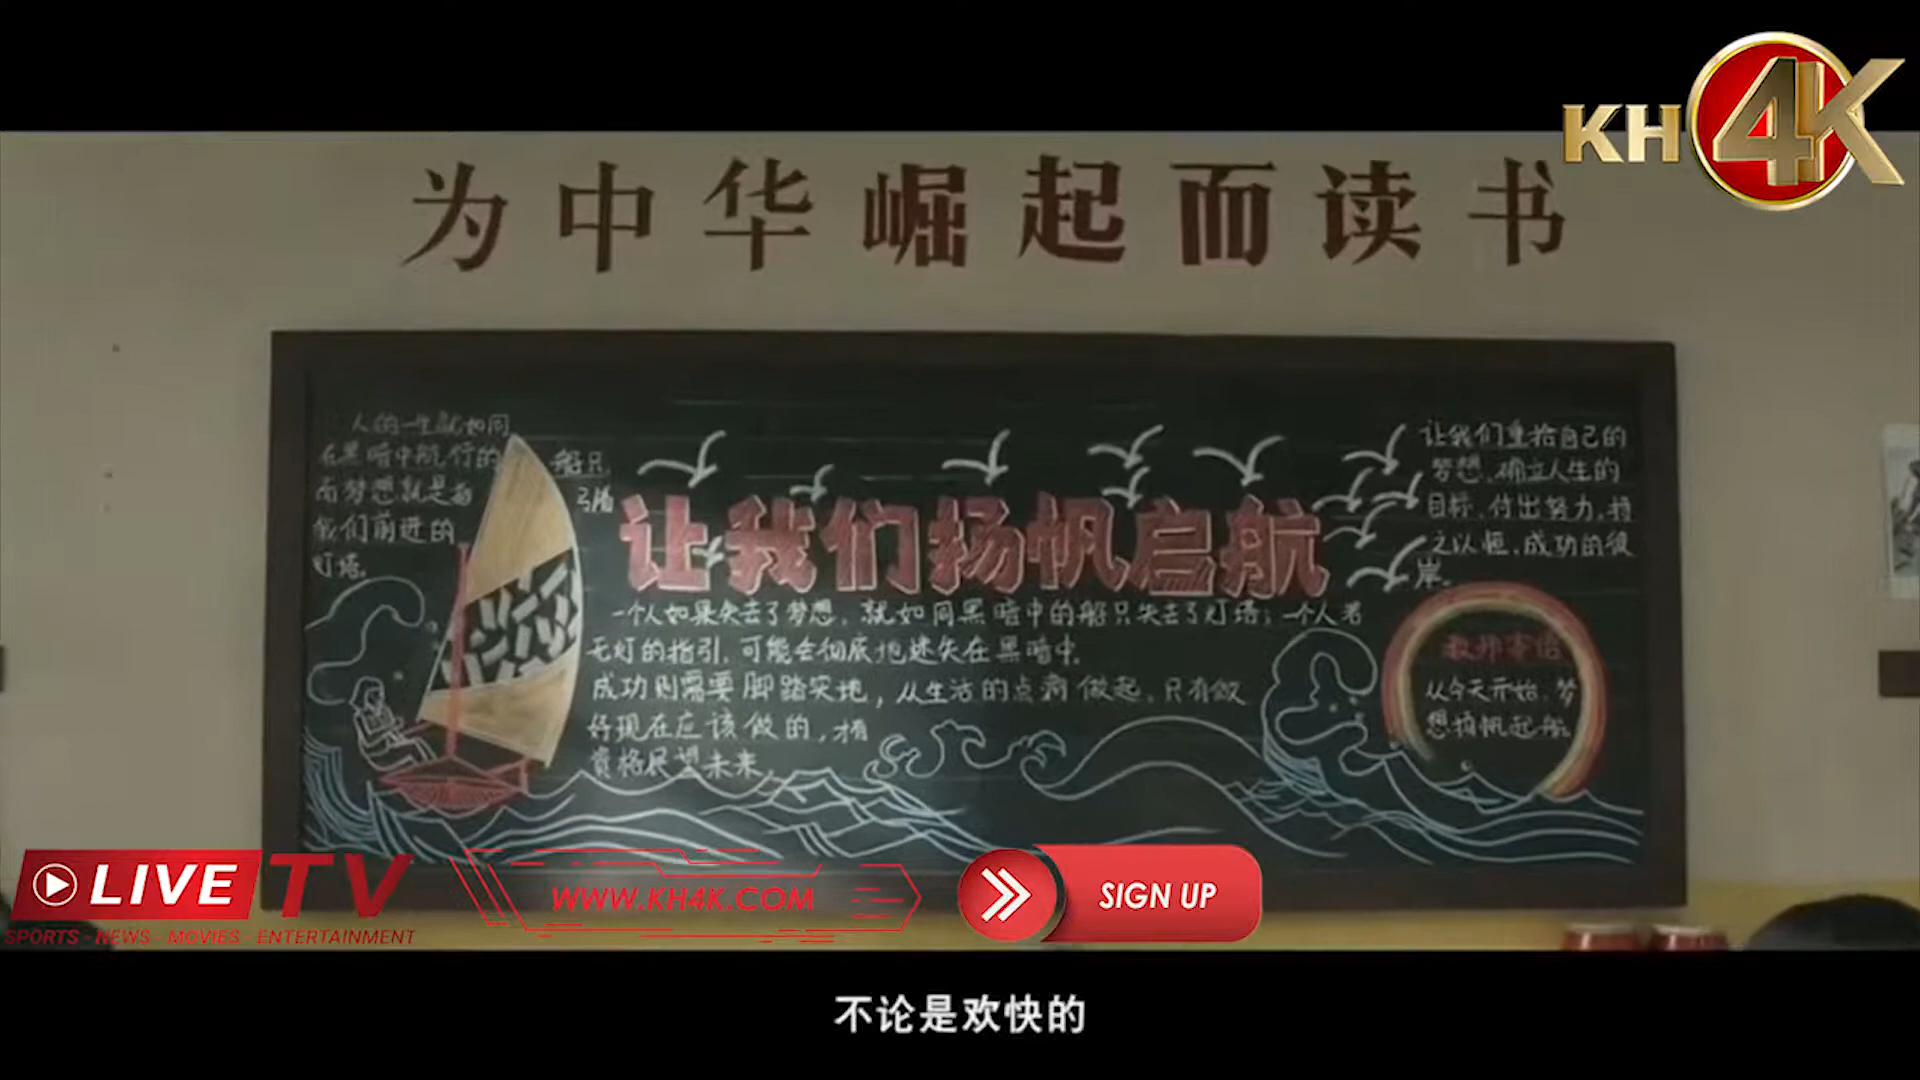 KH4K
为中华崛起而读书
人的一生就如同
在黑暗中航行的船只
而梦想就是每
我们前进的
灯塔。
让我们扬帆启航
一个人如果失去了梦想，就如同黑暗中的船只失去了灯塔；一个人若
无灯的指引，可能会彻底地迷失在黑暗中。
成功则需要脚踏实地，从生活的点滴做起，只有做
好现在应该做的，才有
资格展望未来。
让我们重拾自己的
梦想，确立人生的
目标，付出努力，持
之以恒，成功的彼
岸。
教师寄语
从今天开始，梦
想扬帆起航。
LIVE TV
SPORTS - NEWS - MOVIES - ENTERTAINMENT
WWW.KH4K.COM
SIGN UP
不论是欢快的